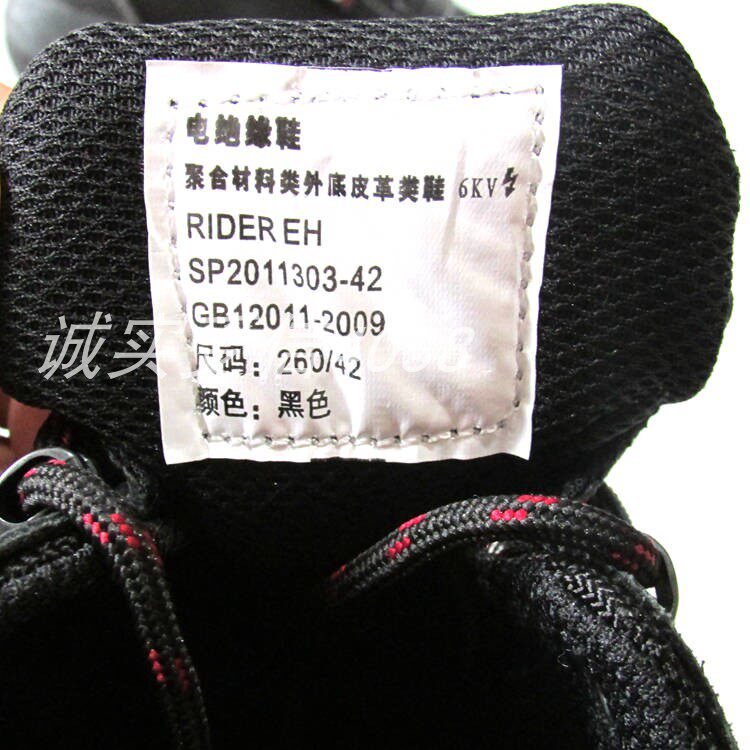 电绝缘鞋
聚合材料类外底皮革类鞋 6KV
RIDER EH
SP2011303-42
GB12011-2009
诚实
尺码：260/42
颜色：黑色